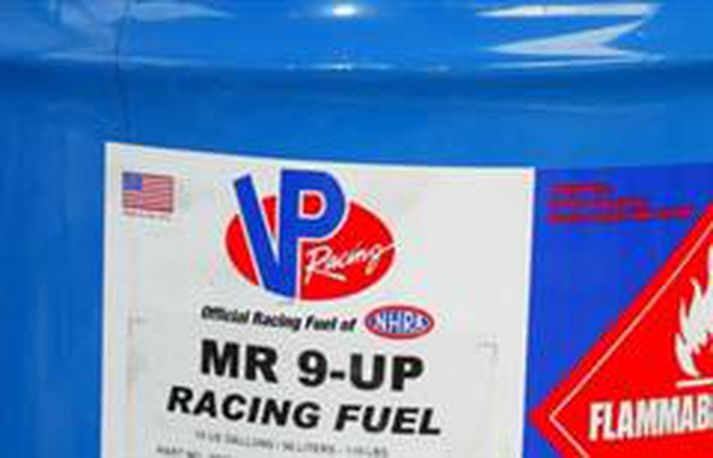 VP
Racing
Official Racing Fuel of NHRA
MR 9-UP
RACING FUEL
FLAMMAB